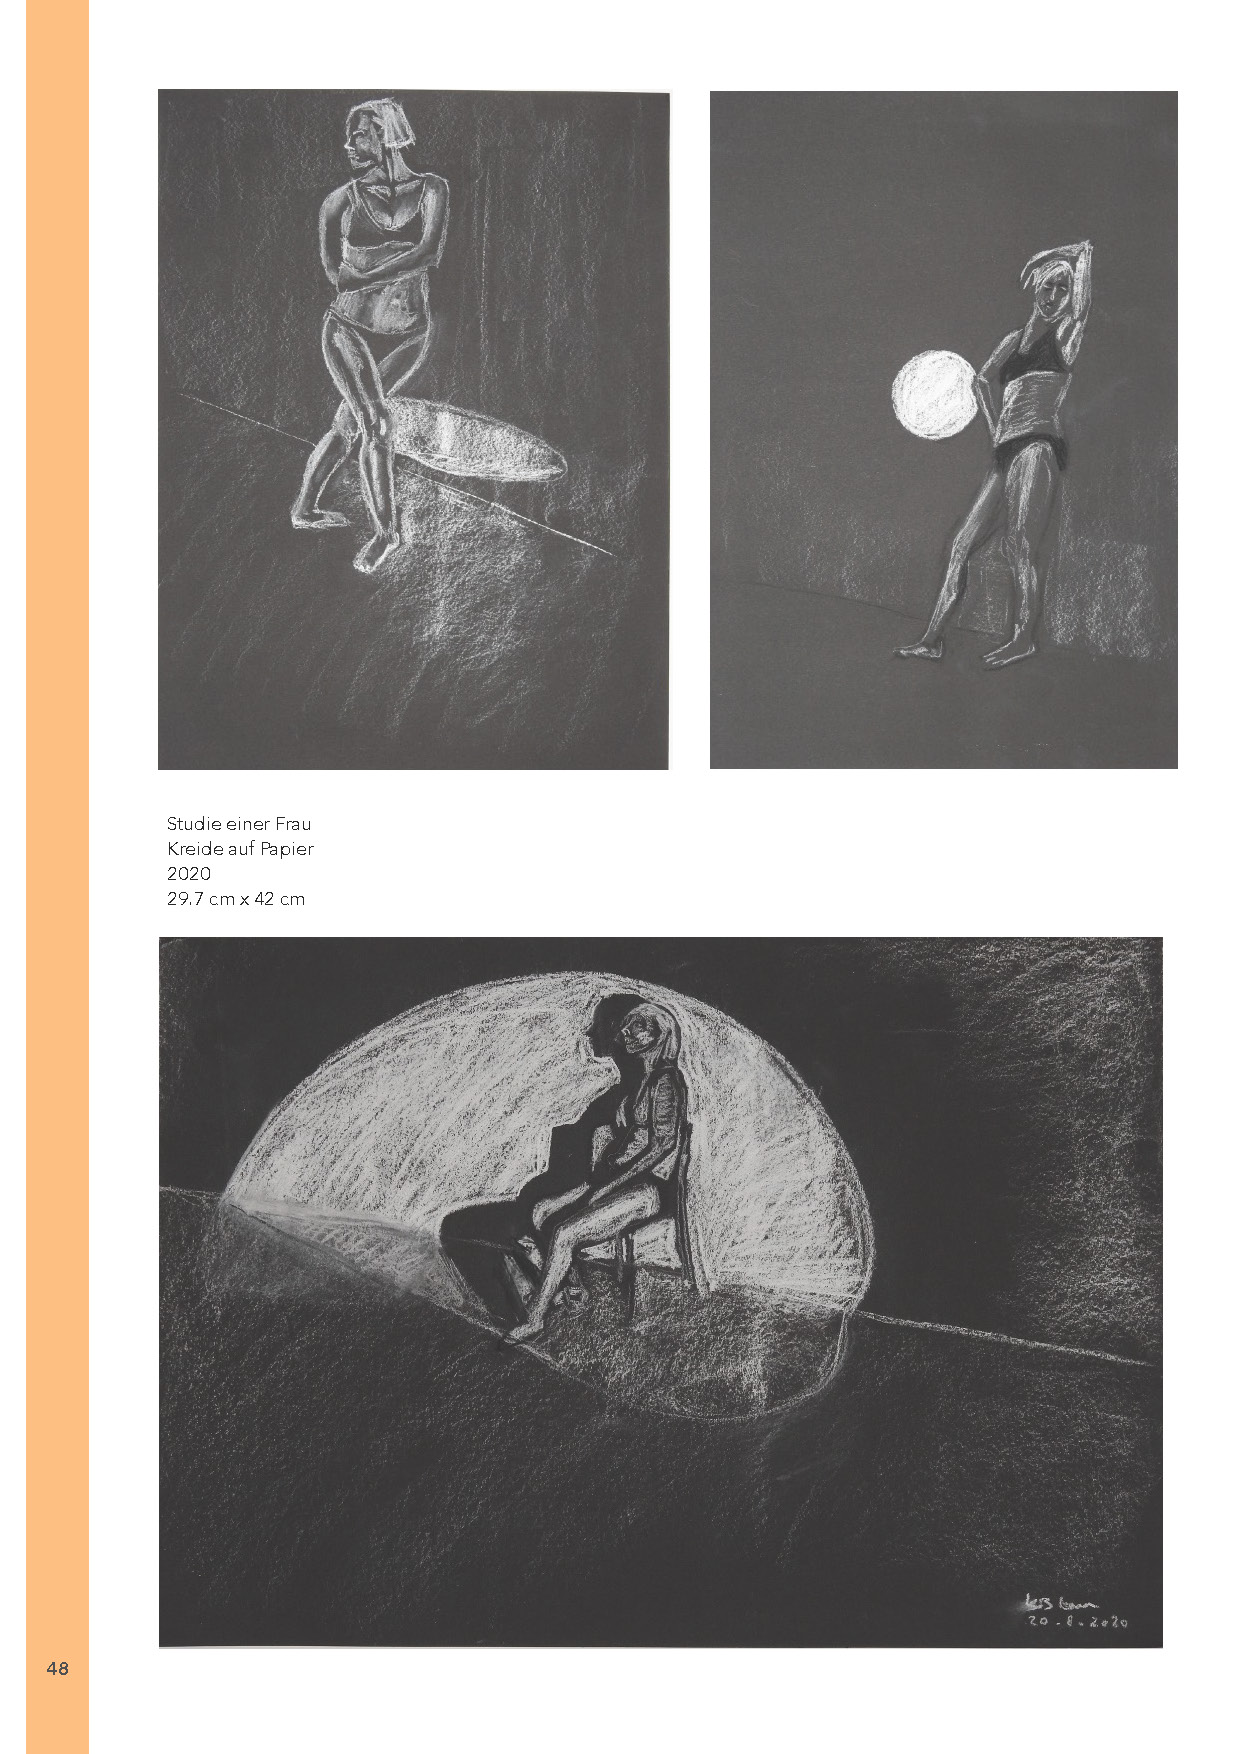 Studie einer Frau
Kreide auf Papier
2020
29.7 cm x 42 cm
20.8.2020
48